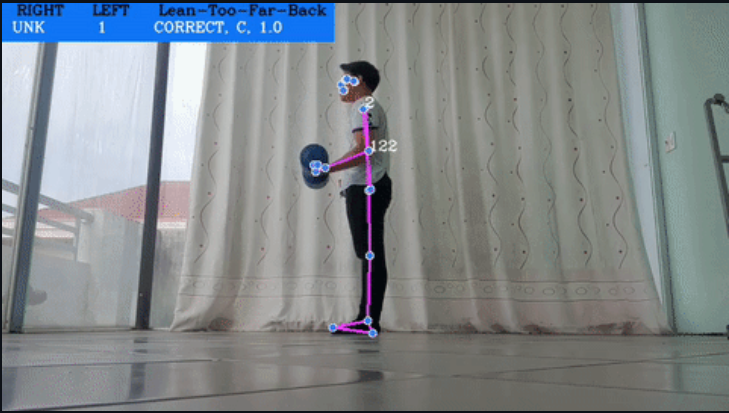 RIGHT LEFT Lean-Too-Far-Back
UNK 1 CORRECT, C, 1.0
2
122